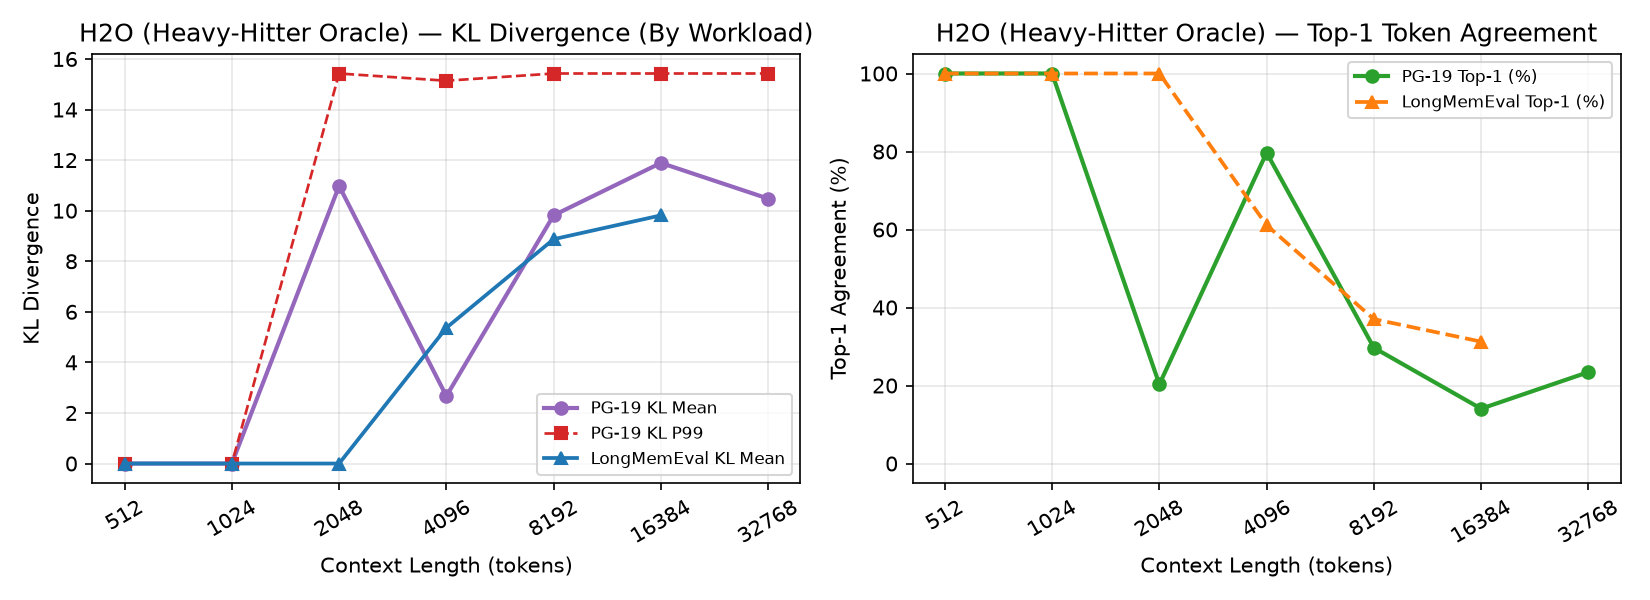 H2O (Heavy-Hitter Oracle) — KL Divergence (By Workload)
KL Divergence
16
14
12
10
8
6
4
2
0
PG-19 KL Mean
PG-19 KL P99
LongMemEval KL Mean
512
1024
2048
4096
8192
16384
32768
Context Length (tokens)
H2O (Heavy-Hitter Oracle) — Top-1 Token Agreement
Top-1 Agreement (%)
100
80
60
40
20
0
PG-19 Top-1 (%)
LongMemEval Top-1 (%)
512
1024
2048
4096
8192
16384
32768
Context Length (tokens)